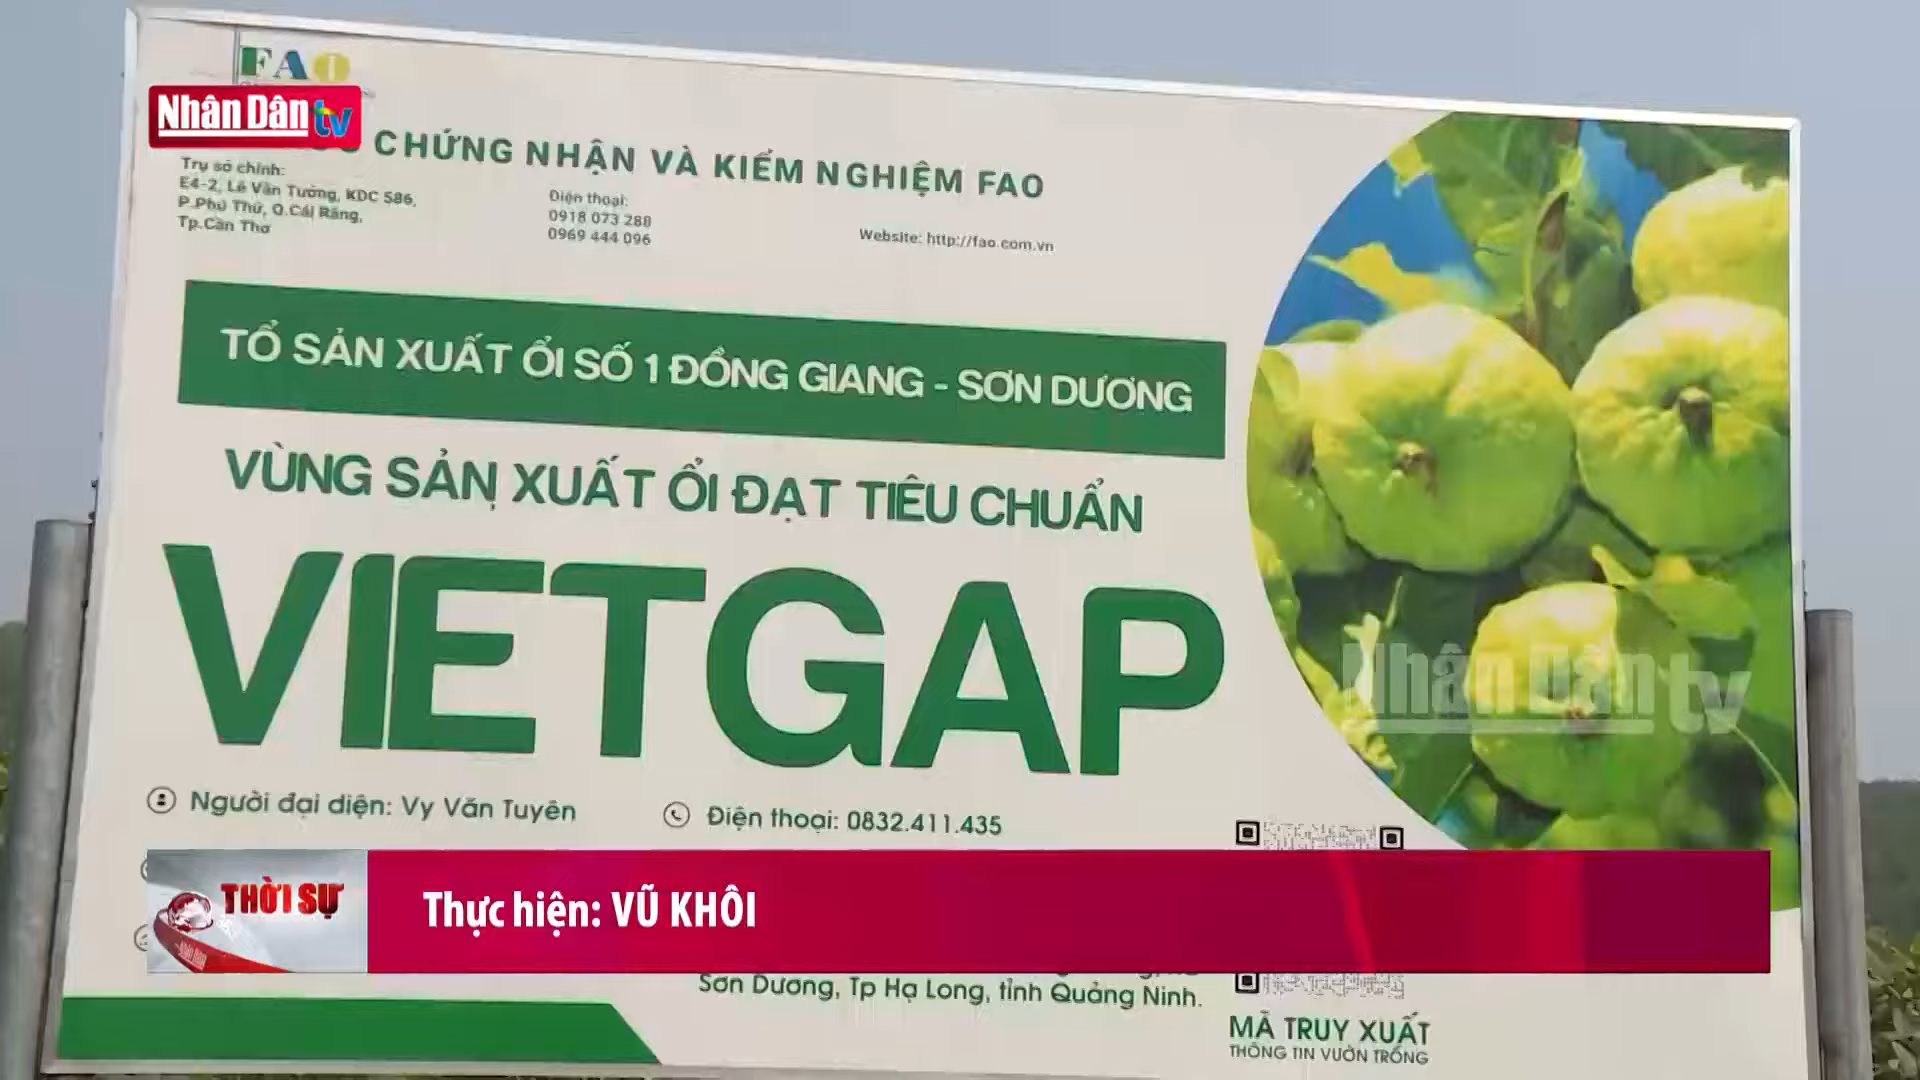 FAO
Nhân Dân tv
CHỨNG NHẬN VÀ KIỂM NGHIỆM FAO
Trụ sở chính:
E4-2, Lê Văn Tưởng, KDC 586,
P.Phú Thứ, Q.Cái Răng,
Tp.Cần Thơ
Điện thoại:
0918 073 288
0969 444 096
Website: http://fao.com.vn
TỔ SẢN XUẤT ỔI SỐ 1 ĐỒNG GIANG - SƠN DƯƠNG
VÙNG SẢN XUẤT ỔI ĐẠT TIÊU CHUẨN
VIETGAP
Nhân Dân tv
Người đại diện: Vy Văn Tuyên
Điện thoại: 0832.411.435
THỜI SỰ
Thực hiện: VŨ KHÔI
Sơn Dương, Tp Hạ Long, tỉnh Quảng Ninh.
MÃ TRUY XUẤT
THÔNG TIN VƯỜN TRỒNG